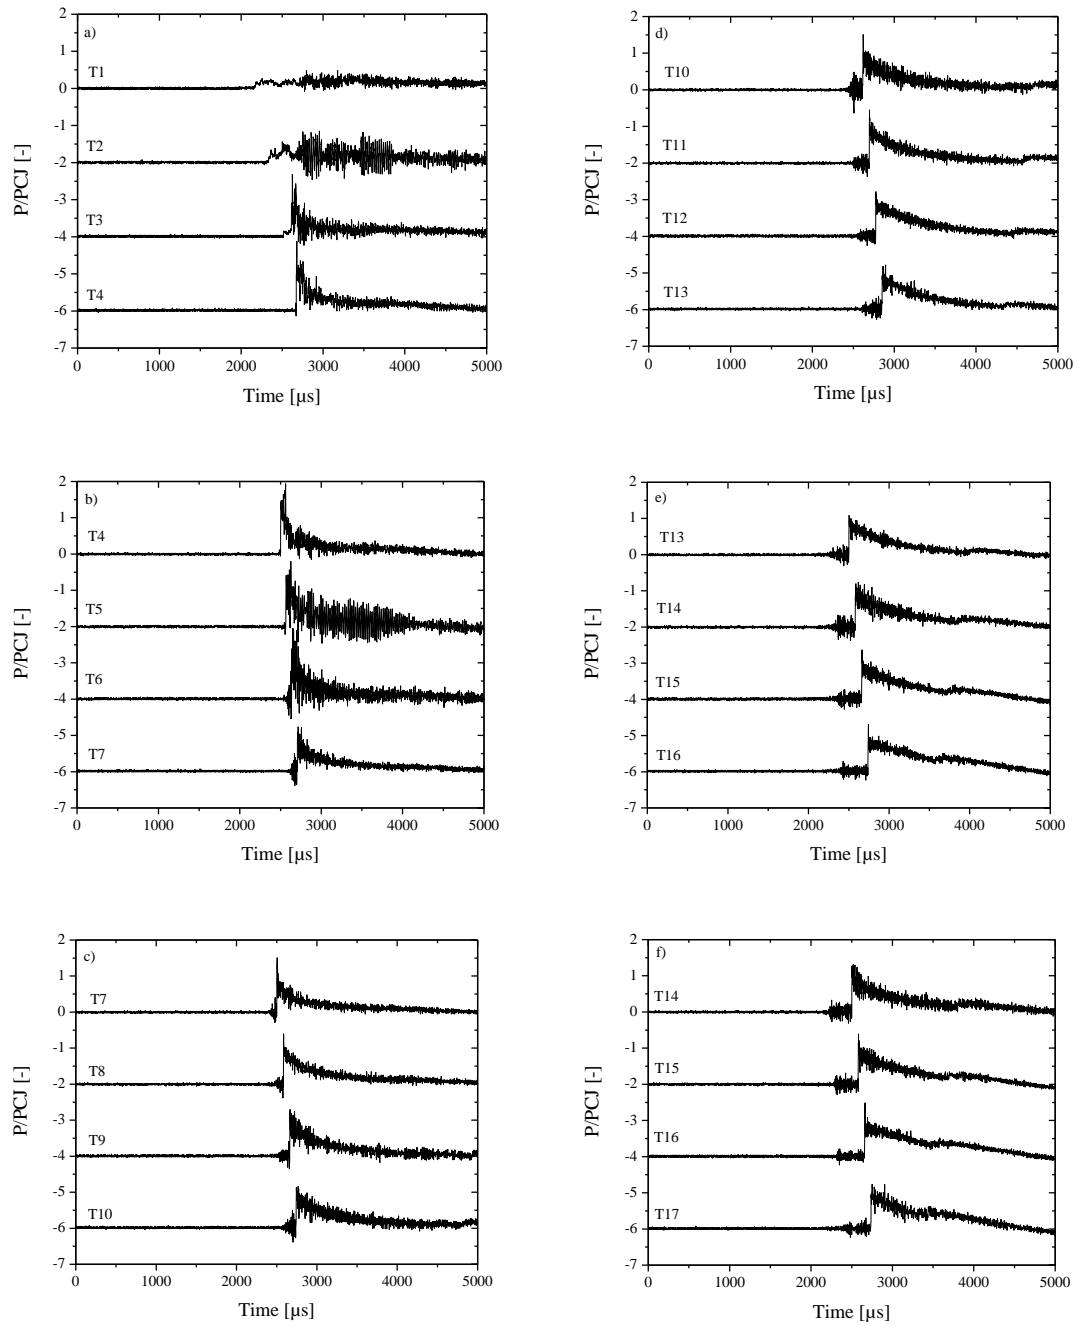 a)
2
1
T1
0
-1
T2
-2
P/PCJ [-]
-3
T3
-4
-5
T4
-6
-7
0 1000 2000 3000 4000 5000
Time [µs]
d)
2
1
T10
0
-1
T11
-2
P/PCJ [-]
-3
T12
-4
-5
T13
-6
-7
0 1000 2000 3000 4000 5000
Time [µs]
b)
2
1
T4
0
-1
T5
-2
P/PCJ [-]
-3
T6
-4
-5
T7
-6
-7
0 1000 2000 3000 4000 5000
Time [µs]
e)
2
1
T13
0
-1
T14
-2
P/PCJ [-]
-3
T15
-4
-5
T16
-6
-7
0 1000 2000 3000 4000 5000
Time [µs]
c)
2
1
T7
0
-1
T8
-2
P/PCJ [-]
-3
T9
-4
-5
T10
-6
-7
0 1000 2000 3000 4000 5000
Time [µs]
f)
2
1
T14
0
-1
T15
-2
P/PCJ [-]
-3
T16
-4
-5
T17
-6
-7
0 1000 2000 3000 4000 5000
Time [µs]